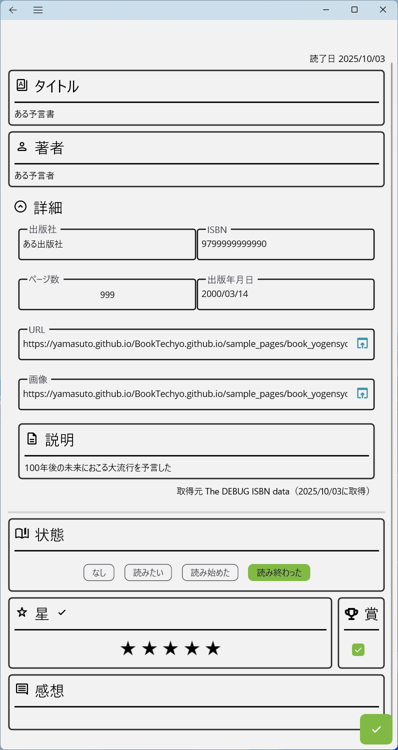 読了日 2025/10/03
タイトル
ある予言書
著者
ある予言者
詳細
出版社
ある出版社
ISBN
9799999999990
ページ数
999
出版年月日
2000/03/14
URL
https://yamasuto.github.io/BookTechyo.github.io/sample_pages/book_yogensyc
画像
https://yamasuto.github.io/BookTechyo.github.io/sample_pages/book_yogensyc
説明
100年後の未来におこる大流行を予言した
取得元 The DEBUG ISBN data（2025/10/03に取得）
状態
なし 読みたい 読み始めた 読み終わった
星
賞
★★★★★
感想